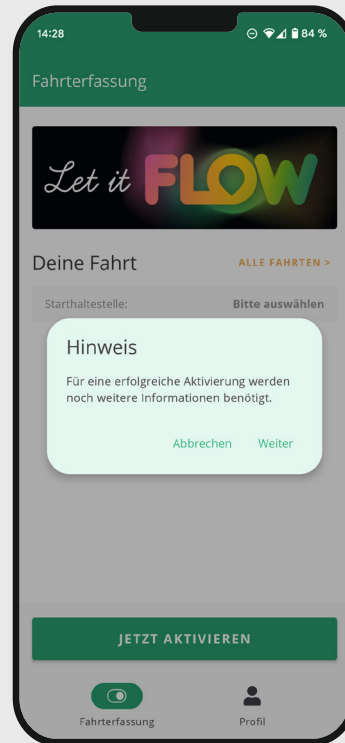 14:28
84 %
Fahrterfassung
Let it FLOW
Deine Fahrt
ALLE FAHRTEN >
Starthaltestelle:
Bitte auswählen
Hinweis
Für eine erfolgreiche Aktivierung werden
noch weitere Informationen benötigt.
Abbrechen Weiter
JETZT AKTIVIEREN
Fahrterfassung Profil